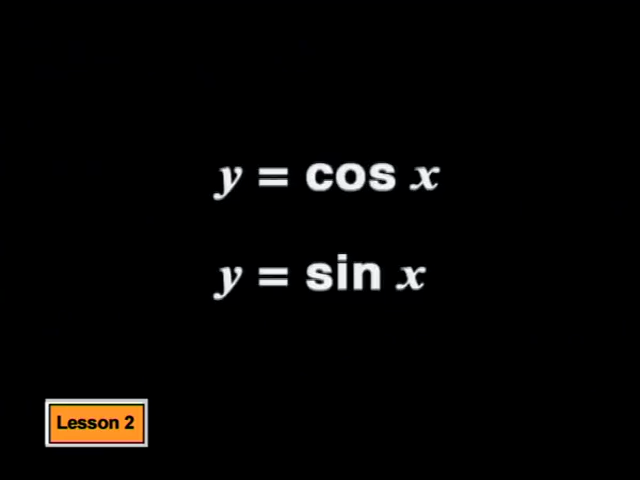 y = cos x
y = sin x
Lesson 2